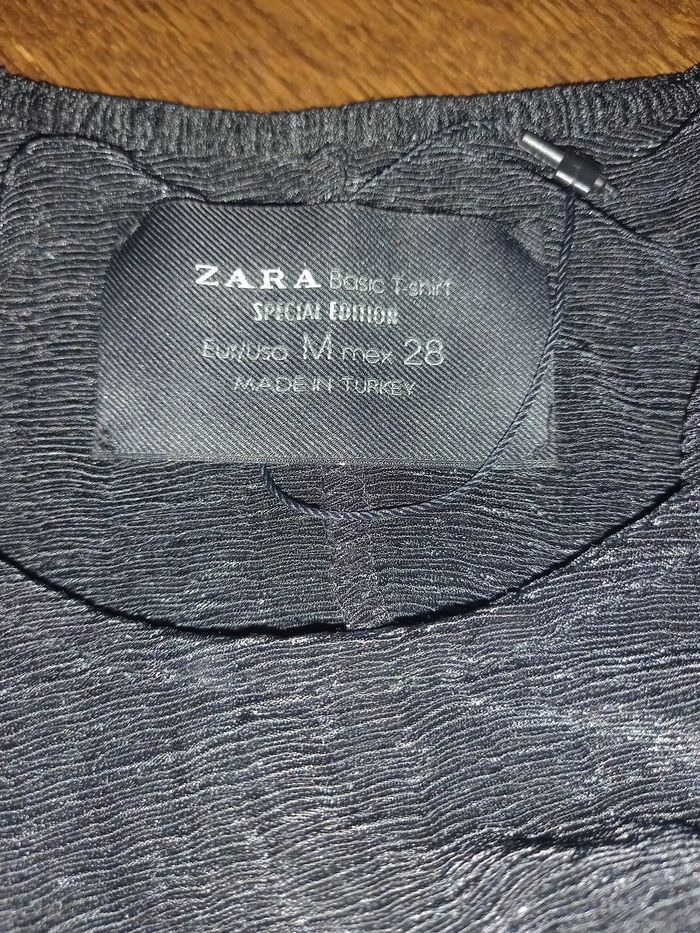 ZARA Basic T-shirt
SPECIAL EDITION
Eur/Usa M mex 28
MADE IN TURKEY